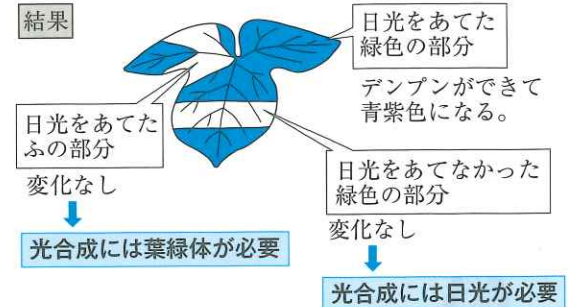 結果
日光をあてた
緑色の部分
デンプンができて
青紫色になる。
日光をあてた
ふの部分
変化なし
光合成には葉緑体が必要
日光をあてなかった
緑色の部分
変化なし
光合成には日光が必要